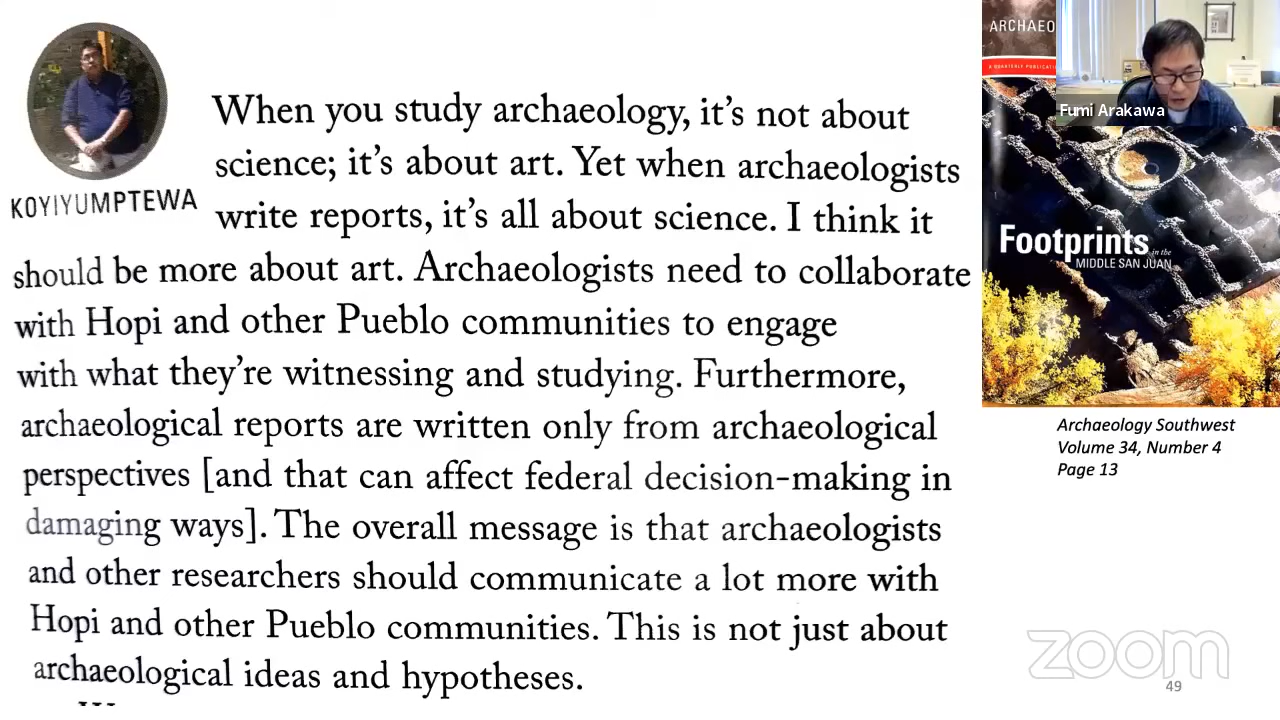 KOYIYUMPTEWA
When you study archaeology, it's not about
science; it's about art. Yet when archaeologists
write reports, it's all about science. I think it
should be more about art. Archaeologists need to collaborate
with Hopi and other Pueblo communities to engage
with what they're witnessing and studying. Furthermore,
archaeological reports are written only from archaeological
perspectives [and that can affect federal decision-making in
damaging ways]. The overall message is that archaeologists
and other researchers should communicate a lot more with
Hopi and other Pueblo communities. This is not just about
archaeological ideas and hypotheses.
ARCHAEO
A QUARTERLY PUBLICATI
Fumi Arakawa
Footprints in the
MIDDLE SAN JUAN
Archaeology Southwest
Volume 34, Number 4
Page 13
zoom
49